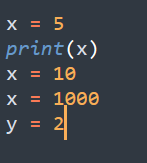 x = 5
print(x)
x = 10
x = 1000
y = 2